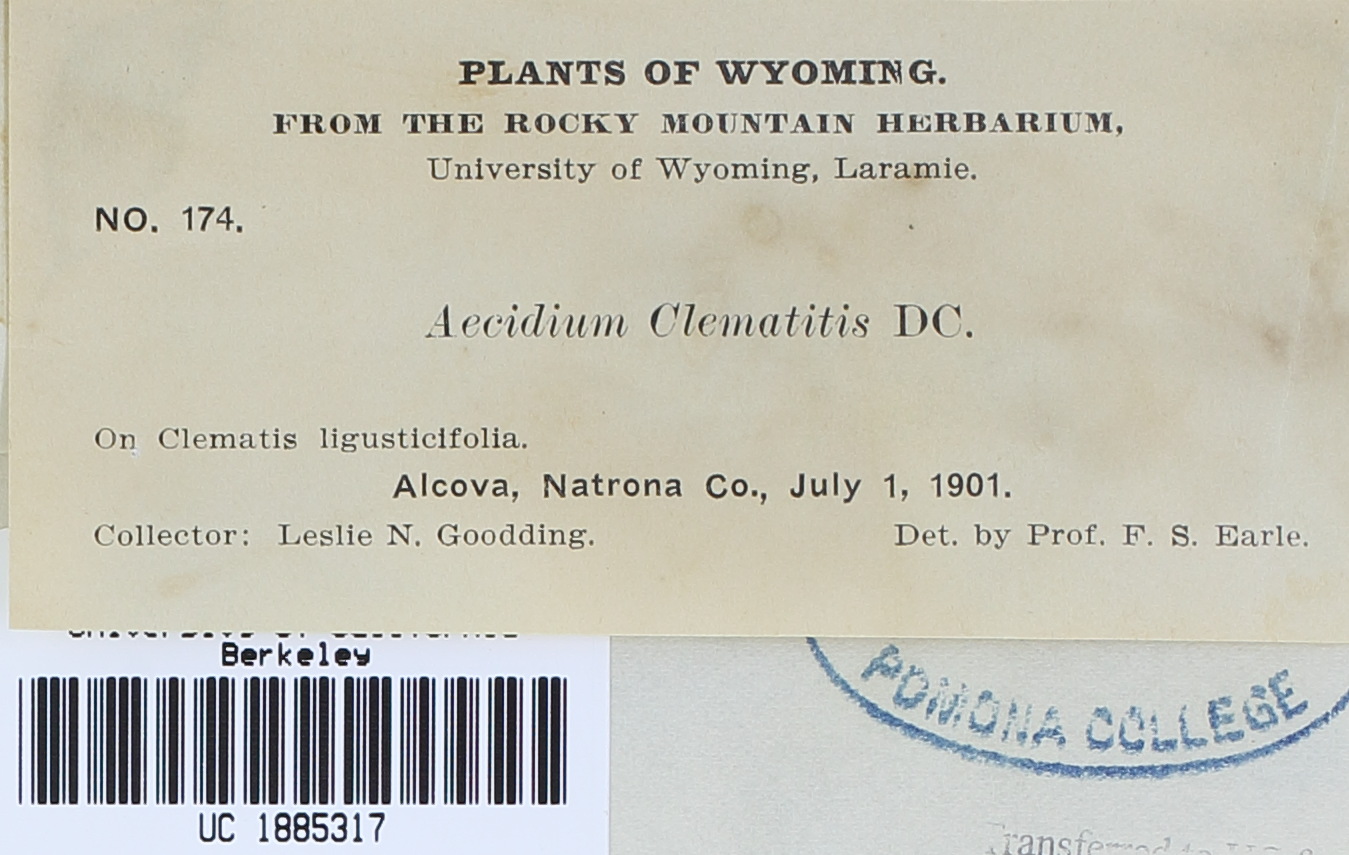 PLANTS OF WYOMING.
FROM THE ROCKY MOUNTAIN HERBARIUM,
University of Wyoming, Laramie.
NO. 174.
Aecidium Clematitis DC.
On Clematis ligusticifolia.
Alcova, Natrona Co., July 1, 1901.
Collector: Leslie N. Goodding. Det. by Prof. F. S. Earle.
Berkeley
UC 1885317
POMONA COLLEGE